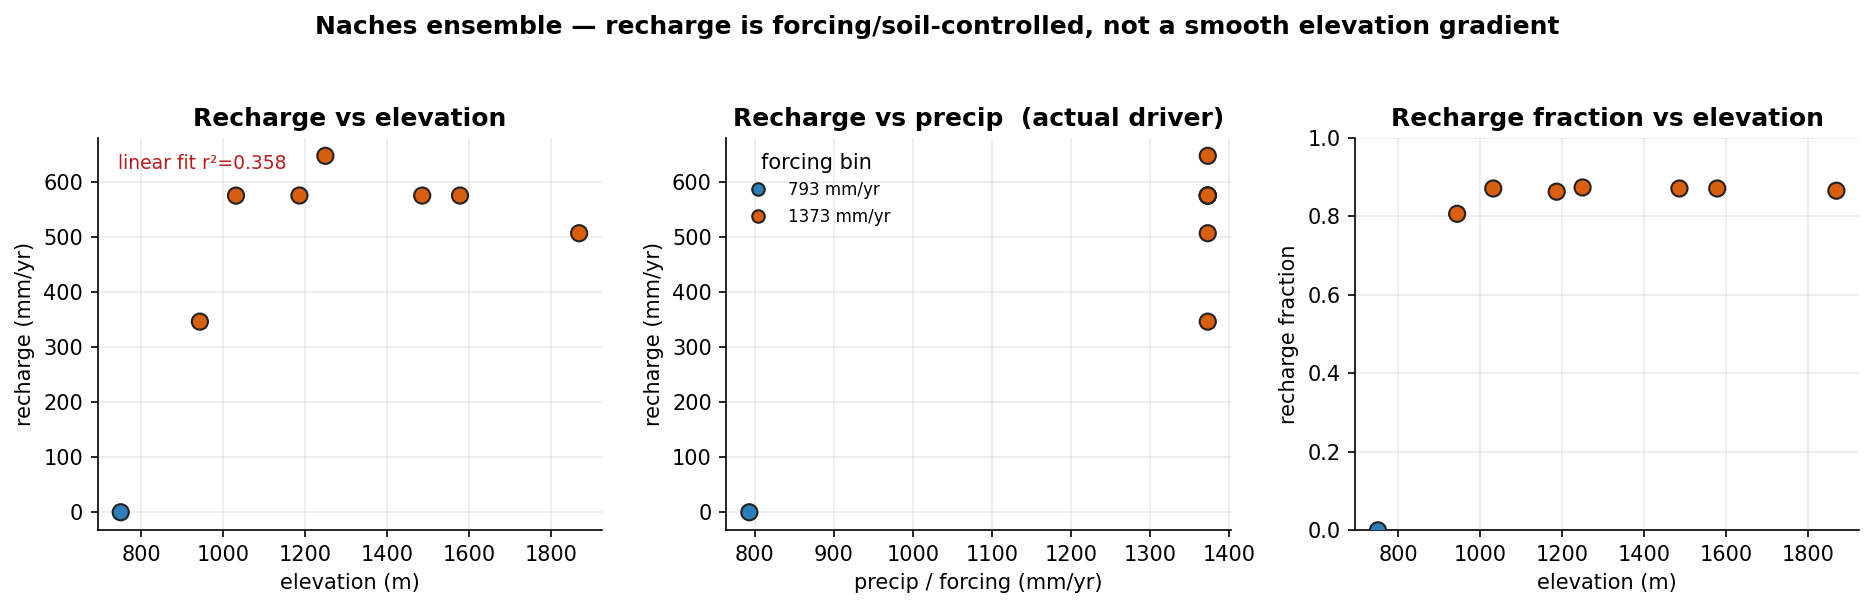 Naches ensemble — recharge is forcing/soil-controlled, not a smooth elevation gradient
Recharge vs elevation
linear fit r²=0.358
recharge (mm/yr)
600
500
400
300
200
100
0
800 1000 1200 1400 1600 1800
elevation (m)
Recharge vs precip (actual driver)
forcing bin
793 mm/yr
1373 mm/yr
recharge (mm/yr)
600
500
400
300
200
100
0
800 900 1000 1100 1200 1300 1400
precip / forcing (mm/yr)
Recharge fraction vs elevation
recharge fraction
1.0
0.8
0.6
0.4
0.2
0.0
800 1000 1200 1400 1600 1800
elevation (m)